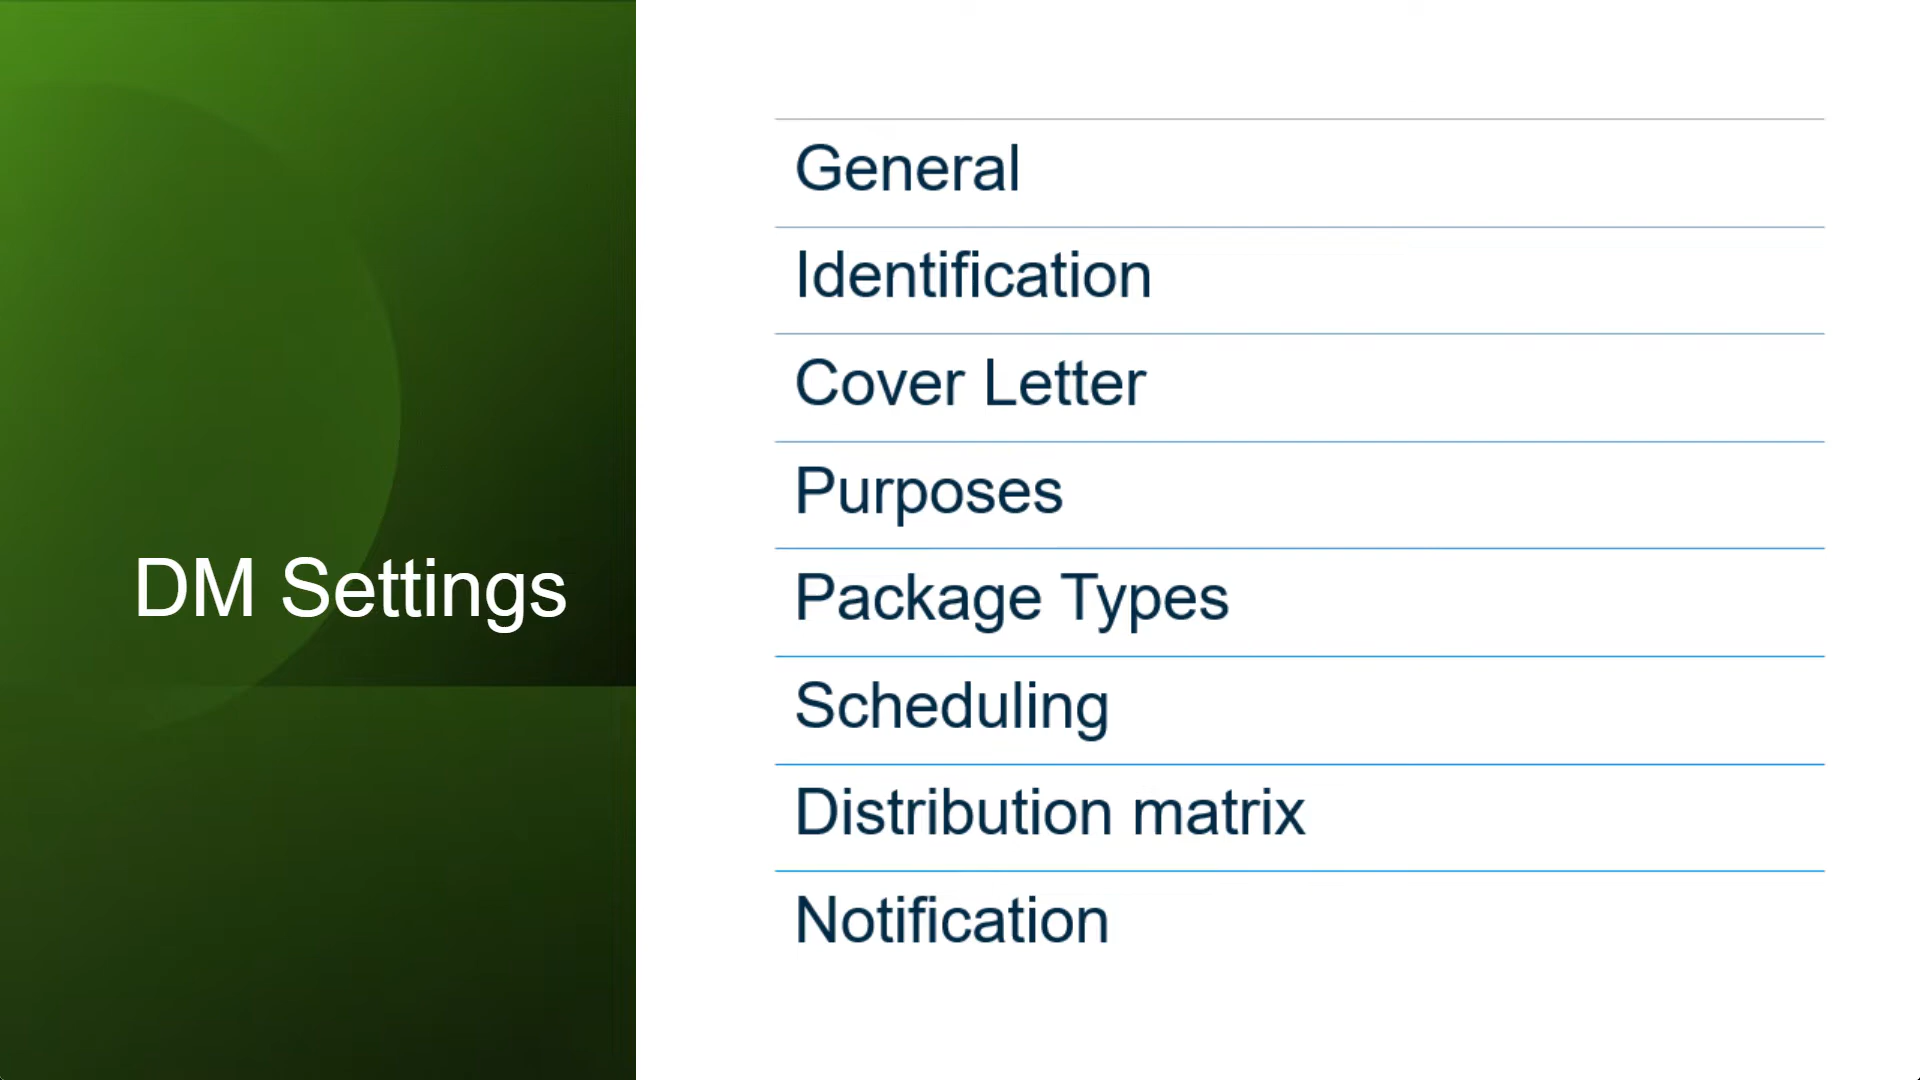 DM Settings
General
Identification
Cover Letter
Purposes
Package Types
Scheduling
Distribution matrix
Notification